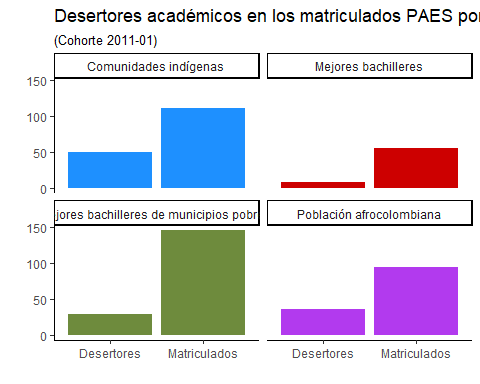 Desertores académicos en los matriculados PAES por
(Cohorte 2011-01)
Comunidades indígenas
Mejores bachilleres
150
100
50
0
jores bachilleres de municipios pobr
Población afrocolombiana
150
100
50
0
Desertores
Matriculados
Desertores
Matriculados